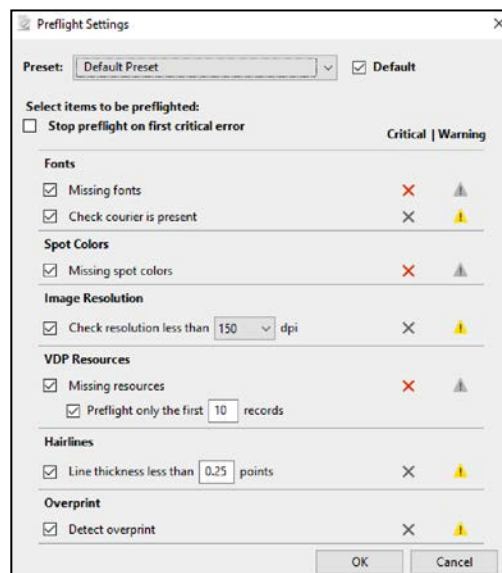 Preflight Settings
Preset: Default Preset Default
Select items to be preflighted:
Stop preflight on first critical error
Critical | Warning
Fonts
Missing fonts
Check courier is present
Spot Colors
Missing spot colors
Image Resolution
Check resolution less than 150 dpi
VDP Resources
Missing resources
Preflight only the first 10 records
Hairlines
Line thickness less than 0.25 points
Overprint
Detect overprint
OK Cancel